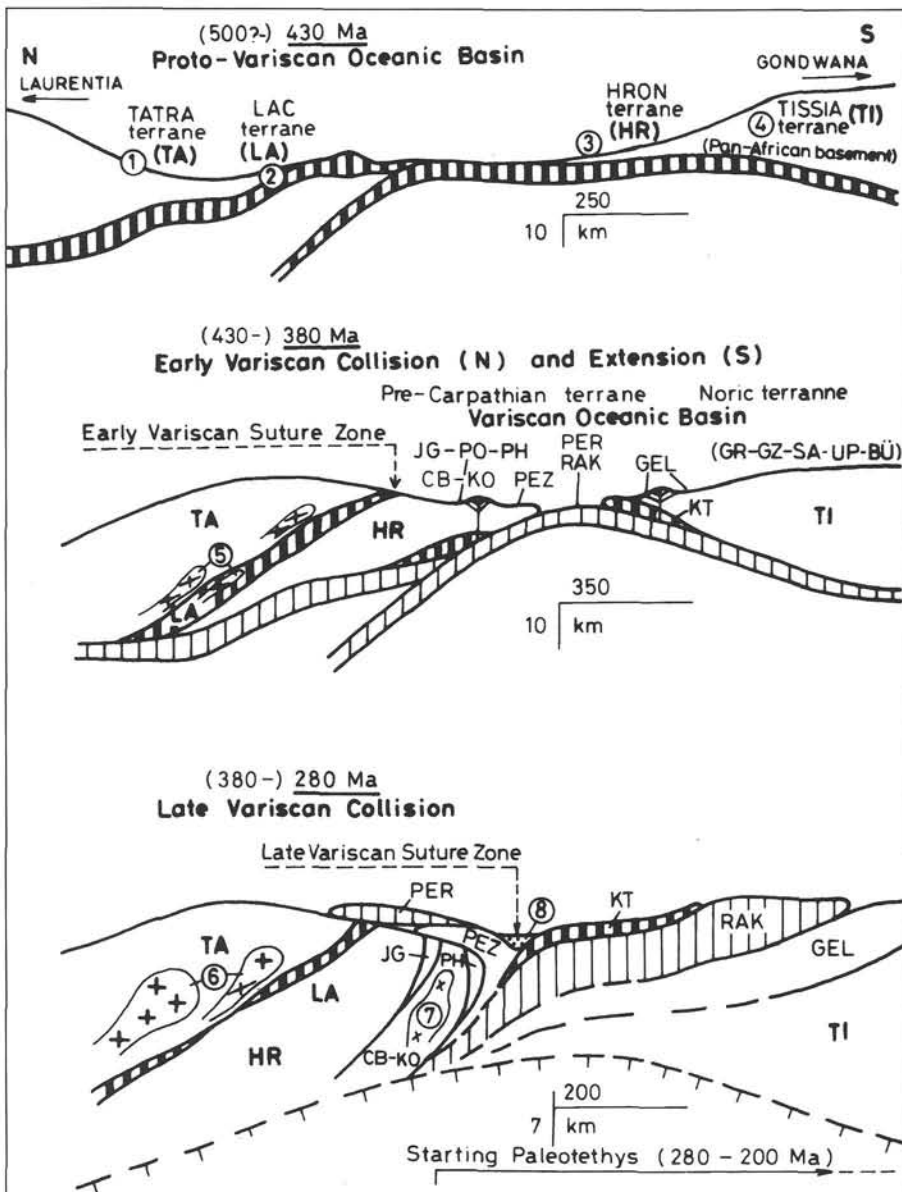 (500?-) 430 Ma
Proto-Variscan Oceanic Basin
N
S
LAURENTIA
GONDWANA
TATRA
terrane
(TA)
1
LAC
terrane
(LA)
2
HRON
terrane
(HR)
3
4
TISSIA (TI)
terrane
(Pan-African basement)
250
10 km
(430-) 380 Ma
Early Variscan Collision (N) and Extension (S)
Pre-Carpathian terrane Noric terranne
Variscan Oceanic Basin
Early Variscan Suture Zone
JG-PO-PH
CB-KO PEZ
PER
RAK
GEL
(GR-GZ-SA-UP-BÜ)
KT
TA
HR
TI
5
LA
350
10 km
(380-) 280 Ma
Late Variscan Collision
Late Variscan Suture Zone
PER
8
KT
PEZ
RAK
TA
JG
PH
GEL
6
LA
7
HR
CB-KO
TI
200
7 km
Starting Paleotethys (280-200 Ma)